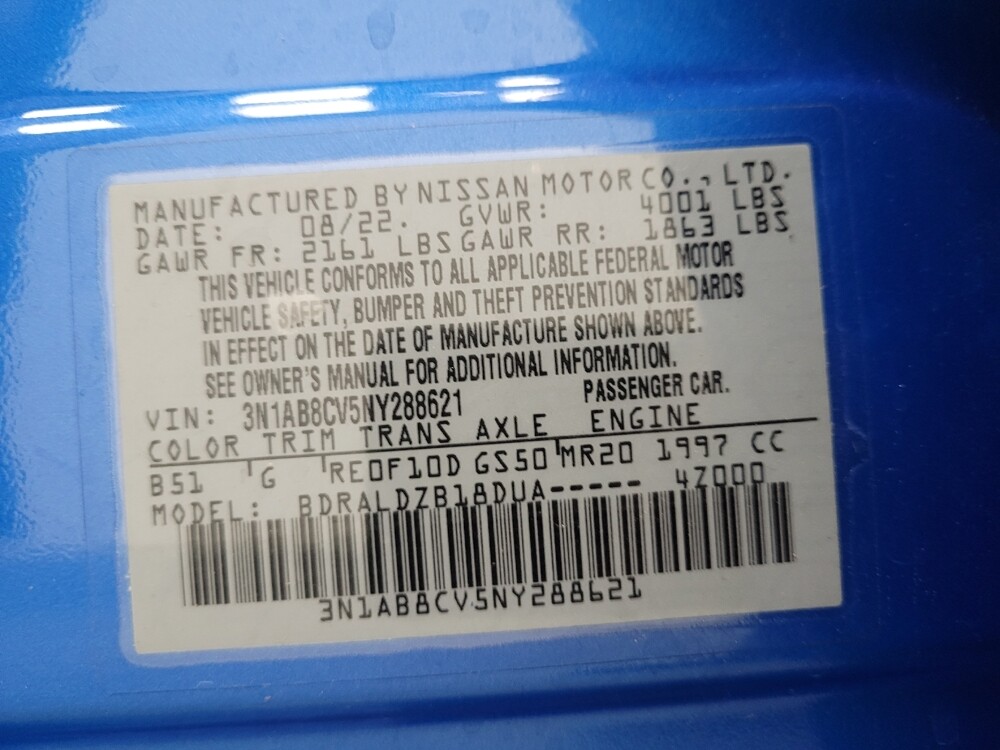 MANUFACTURED BY NISSAN MOTOR CO., LTD.
DATE: 08/22. GVWR: 4001 LBS
GAWR FR: 2161 LBS GAWR RR: 1863 LBS
THIS VEHICLE CONFORMS TO ALL APPLICABLE FEDERAL MOTOR
VEHICLE SAFETY, BUMPER AND THEFT PREVENTION STANDARDS
IN EFFECT ON THE DATE OF MANUFACTURE SHOWN ABOVE.
SEE OWNER'S MANUAL FOR ADDITIONAL INFORMATION.
VIN: 3N1AB8CV5NY288621 PASSENGER CAR.
COLOR TRIM TRANS AXLE ENGINE
B51 G RE0F10D GS50 MR20 1997 CC
MODEL: BDRALDZB18DUA----- 4Z000
3N1AB8CV5NY288621